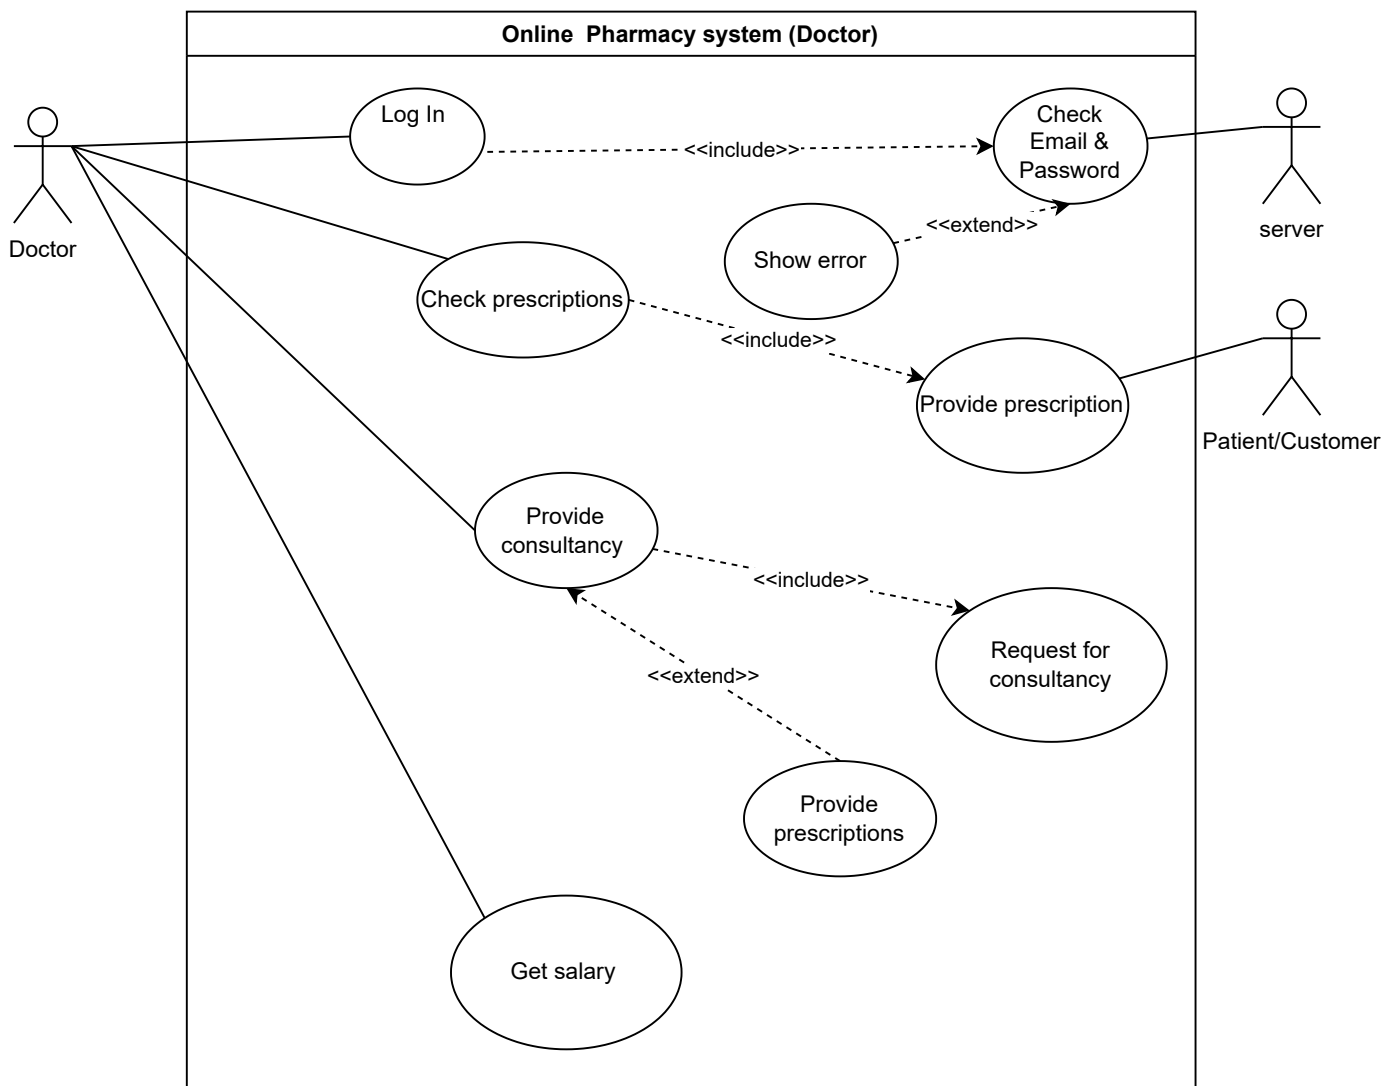 Online  Pharmacy system (Doctor)
Log In
Check
Email &
Password
<<include>>
Doctor
server
<<extend>>
Show error
Check prescriptions
<<include>>
Provide prescription
Patient/Customer
Provide
consultancy
<<include>>
Request for
consultancy
<<extend>>
Provide
prescriptions
Get salary